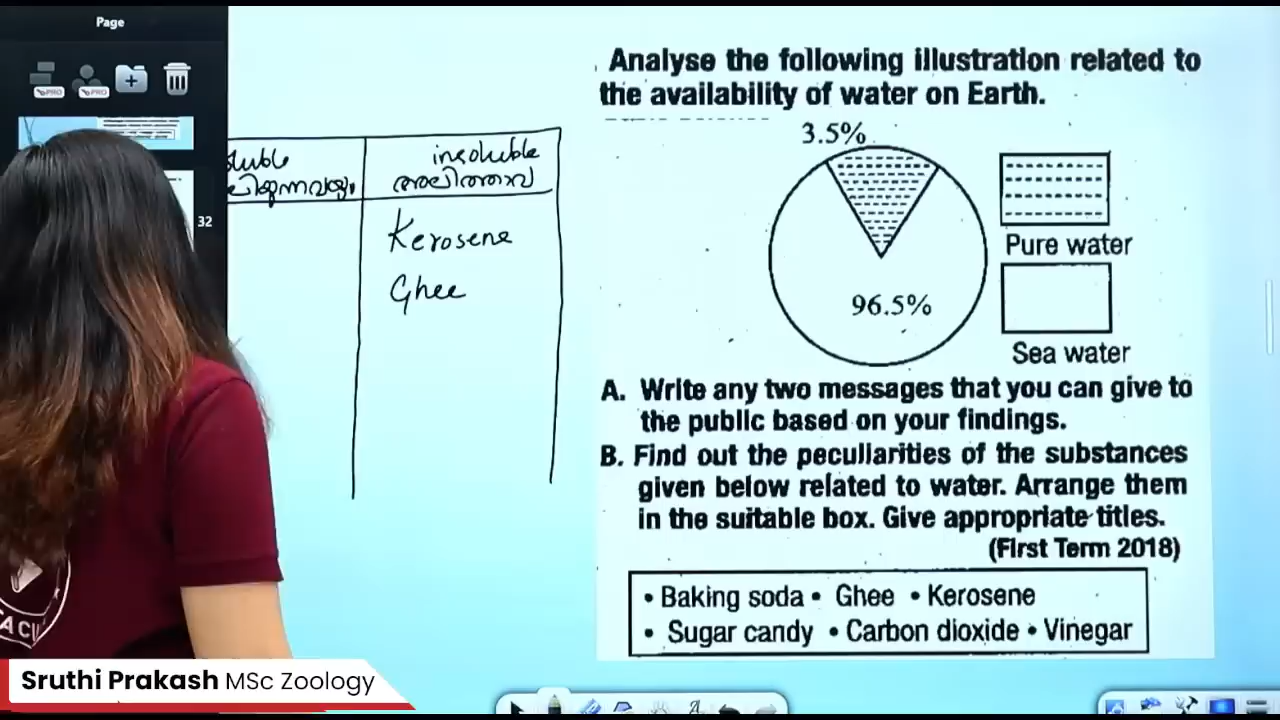 Page
PRO PRO
32
insoluble
Kerosene
Ghee
Analyse the following illustration related to
the availability of water on Earth.
3.5%
96.5%
Pure water
Sea water
A. Write any two messages that you can give to
the public based on your findings.
B. Find out the peculiarities of the substances
given below related to water. Arrange them
in the suitable box. Give appropriate titles.
(First Term 2018)
• Baking soda • Ghee • Kerosene
• Sugar candy • Carbon dioxide • Vinegar
Sruthi Prakash MSc Zoology